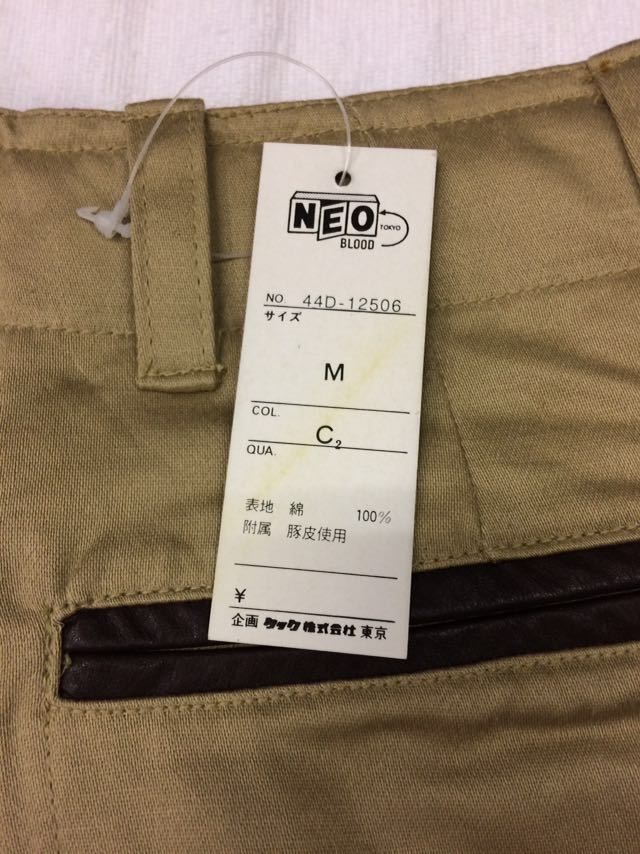 NEO
TOKYO
BLOOD
NO. 44D-12506
サイズ
M
COL.
C₂
QUA.
表地 綿 100%
附属 豚皮使用
¥
企画 タック株式会社 東京